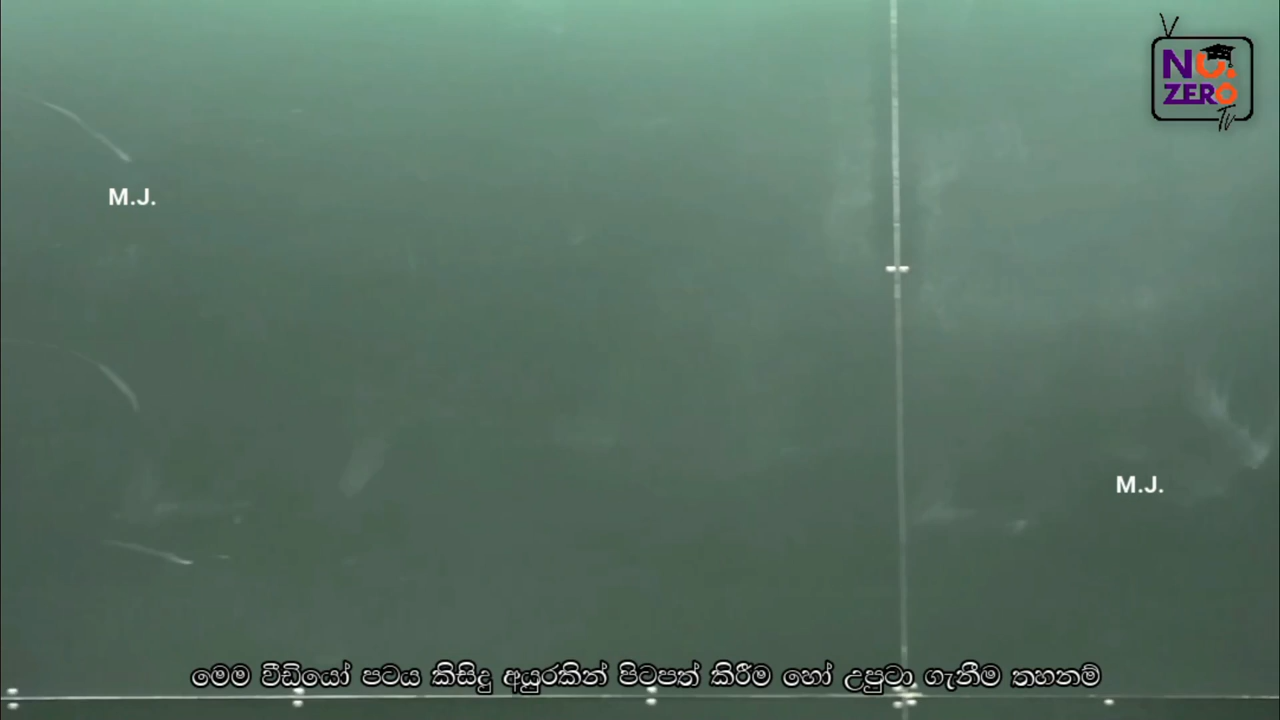 NO.
ZERO
Tv
M.J.
M.J.
මෙම වීඩියෝ පටය කිසිදු අයුරකින් පිටපත් කිරීම හෝ උපුටා ගැනීම තහනම්